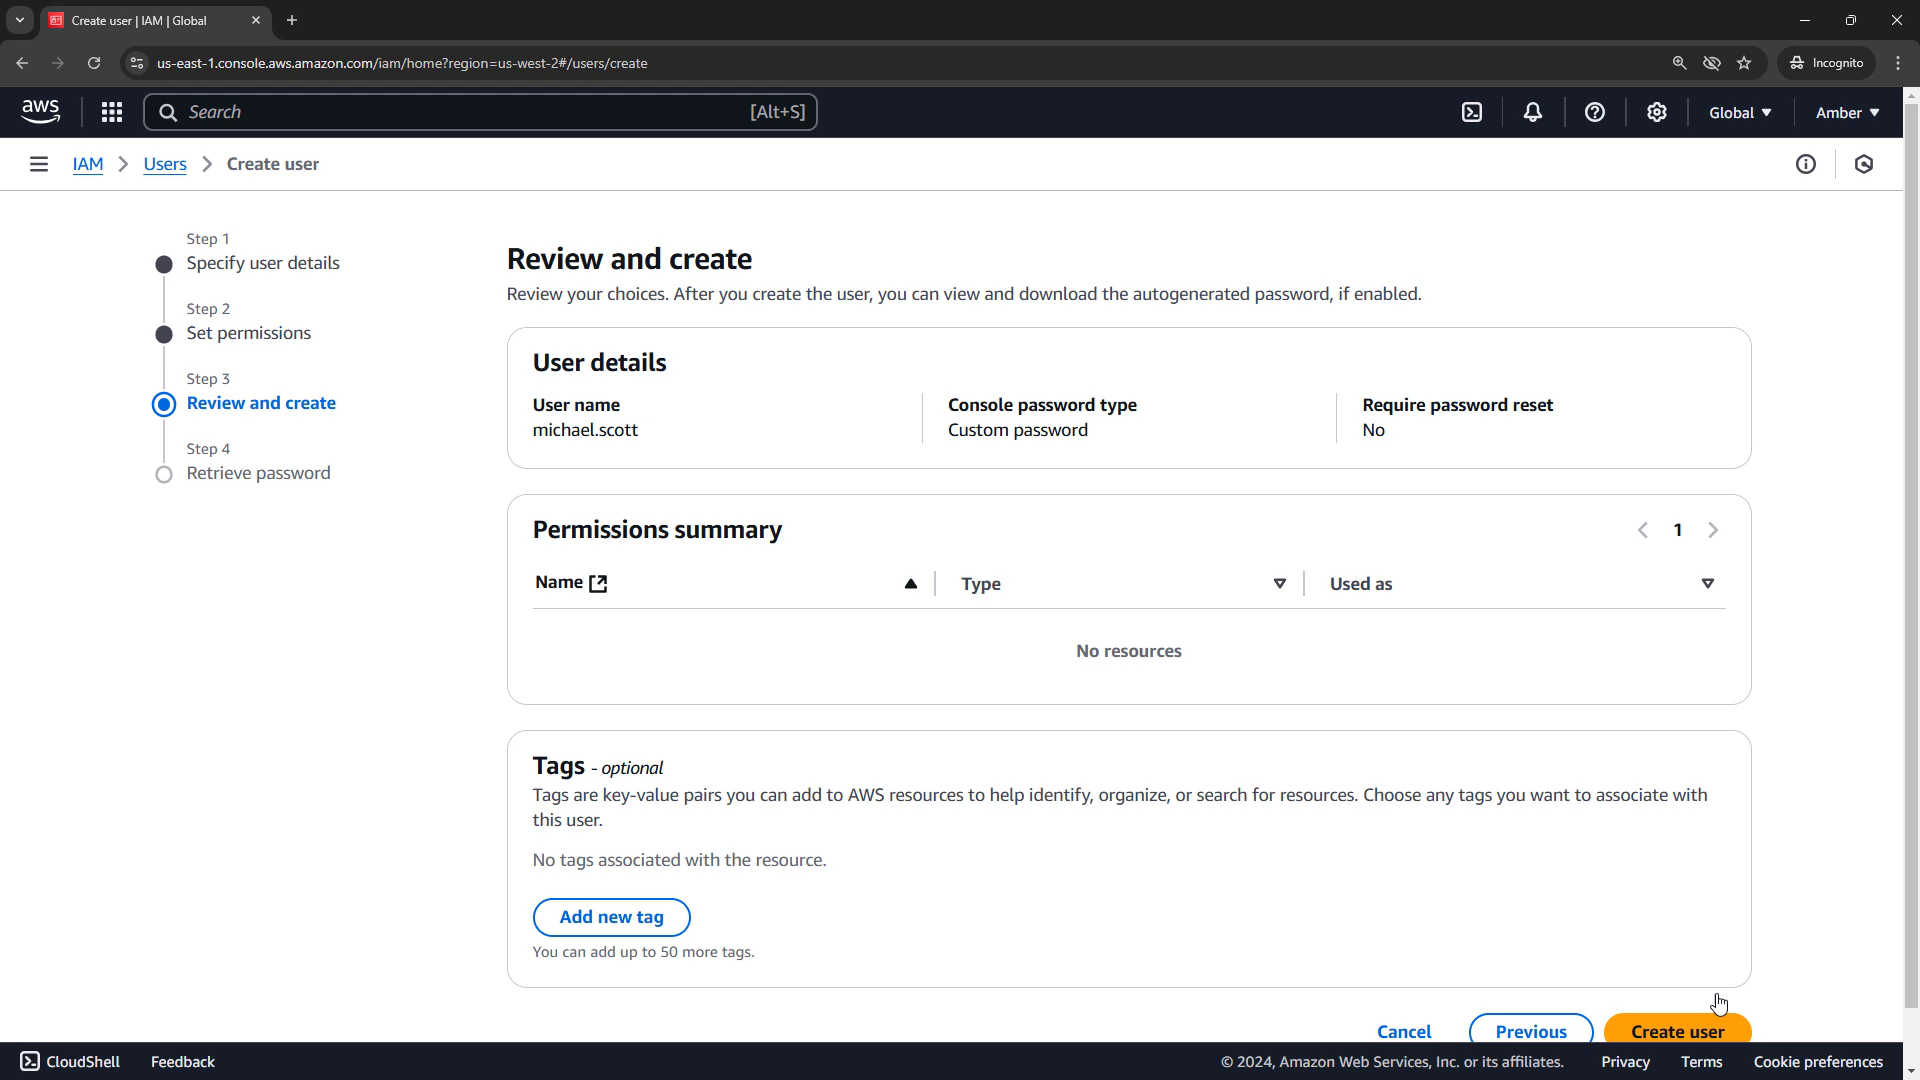 Create user | IAM | Global
us-east-1.console.aws.amazon.com/iam/home?region=us-west-2#/users/create
Incognito
aws
Search
[Alt+S]
Global
Amber
IAM
Users
Create user
Step 1
Specify user details
Step 2
Set permissions
Step 3
Review and create
Step 4
Retrieve password
Review and create
Review your choices. After you create the user, you can view and download the autogenerated password, if enabled.
User details
User name
michael.scott
Console password type
Custom password
Require password reset
No
Permissions summary
1
Name
Type
Used as
No resources
Tags - optional
Tags are key-value pairs you can add to AWS resources to help identify, organize, or search for resources. Choose any tags you want to associate with
this user.
No tags associated with the resource.
Add new tag
You can add up to 50 more tags.
Cancel
Previous
Create user
CloudShell
Feedback
© 2024, Amazon Web Services, Inc. or its affiliates.
Privacy
Terms
Cookie preferences